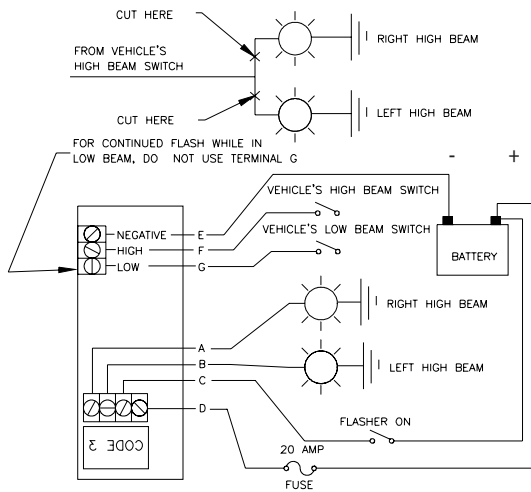 CUT HERE
RIGHT HIGH BEAM
FROM VEHICLE'S
HIGH BEAM SWITCH
CUT HERE
LEFT HIGH BEAM
FOR CONTINUED FLASH WHILE IN
LOW BEAM, DO NOT USE TERMINAL G
- +
VEHICLE'S HIGH BEAM SWITCH
NEGATIVE E
VEHICLE'S LOW BEAM SWITCH
HIGH F
LOW G
BATTERY
RIGHT HIGH BEAM
A
B
LEFT HIGH BEAM
C
D
FLASHER ON
CODE 3
20 AMP
FUSE